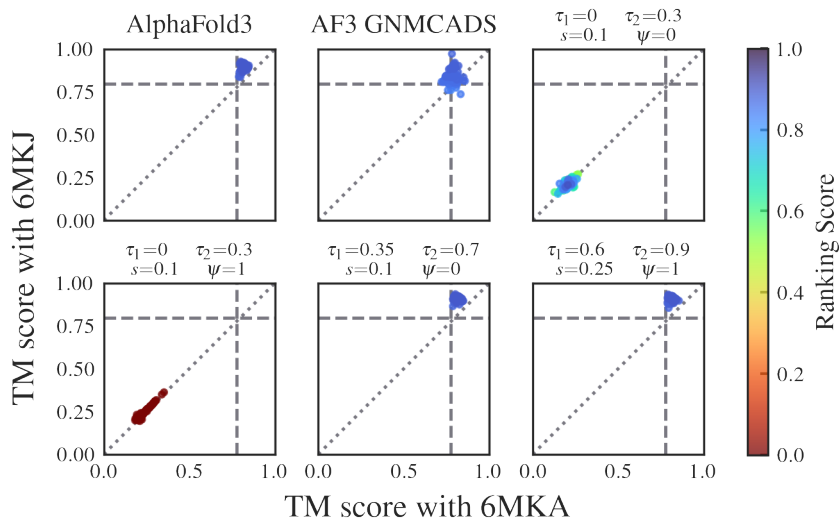 AlphaFold3
AF3 GNMCADS
τ₁=0 τ₂=0.3
s=0.1 ψ=0
1.00
0.75
0.50
0.25
0.00
τ₁=0 τ₂=0.3
s=0.1 ψ=1
τ₁=0.35 τ₂=0.7
s=0.1 ψ=0
τ₁=0.6 τ₂=0.9
s=0.25 ψ=1
1.00
0.75
0.50
0.25
0.00
0.0 0.5 1.0
0.0 0.5 1.0
0.0 0.5 1.0
TM score with 6MKJ
TM score with 6MKA
1.0
0.8
0.6
0.4
0.2
0.0
Ranking Score